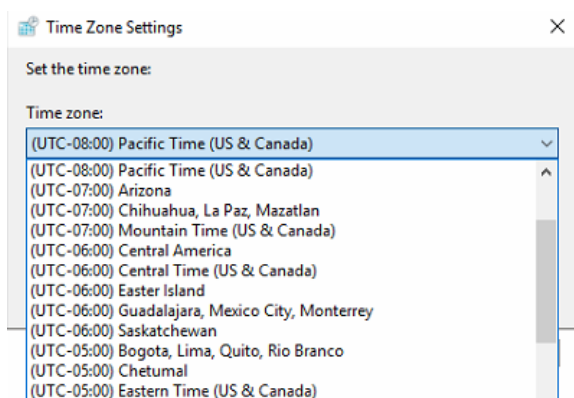 Time Zone Settings
Set the time zone:
Time zone:
(UTC-08:00) Pacific Time (US & Canada)
(UTC-08:00) Pacific Time (US & Canada)
(UTC-07:00) Arizona
(UTC-07:00) Chihuahua, La Paz, Mazatlan
(UTC-07:00) Mountain Time (US & Canada)
(UTC-06:00) Central America
(UTC-06:00) Central Time (US & Canada)
(UTC-06:00) Easter Island
(UTC-06:00) Guadalajara, Mexico City, Monterrey
(UTC-06:00) Saskatchewan
(UTC-05:00) Bogota, Lima, Quito, Rio Branco
(UTC-05:00) Chetumal
(UTC-05:00) Eastern Time (US & Canada)